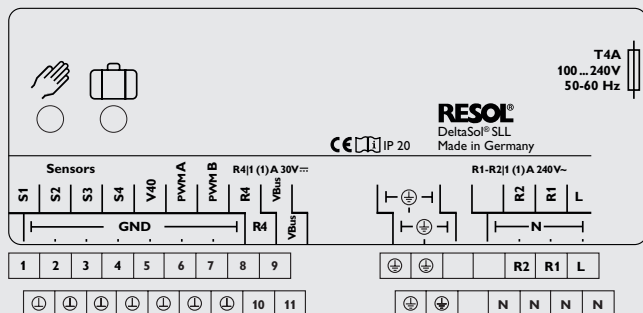 T4A
100 ... 240V
50-60 Hz
RESOL®
DeltaSol® SLL
Made in Germany
CE i IP 20
Sensors R4|1 (1) A 30V⎓ R1-R2|1 (1) A 240V~
S1 S2 S3 S4 V40 PWM A PWM B R4 VBus R2 R1 L
GND R4 VBus N
1 2 3 4 5 6 7 8 9 R2 R1 L
10 11 N N N N